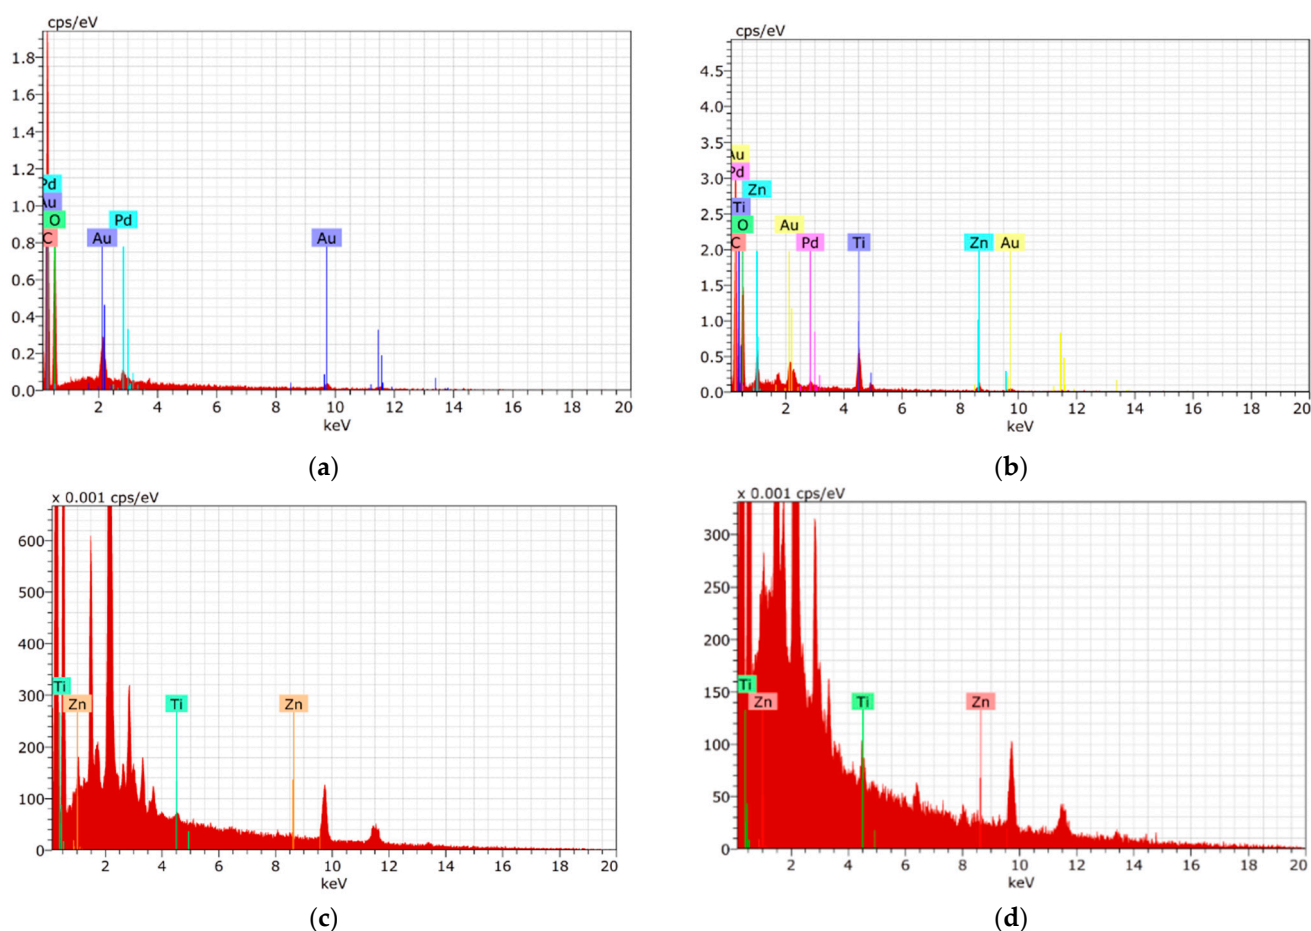 cps/eV
1.8
1.6
1.4
1.2
1.0
0.8
0.6
0.4
0.2
0.0
Pd
Au
O
C
Au
Pd
Au
2 4 6 8 10 12 14 16 18 20
keV
(a)
cps/eV
4.5
4.0
3.5
3.0
2.5
2.0
1.5
1.0
0.5
0.0
Au
Pd
Zn
Ti
O
C
Au
Pd
Ti
Zn
Au
2 4 6 8 10 12 14 16 18 20
keV
(b)
x 0.001 cps/eV
600
500
400
300
200
100
0
Ti
Zn
Ti
Zn
2 4 6 8 10 12 14 16 18 20
keV
(c)
x 0.001 cps/eV
300
250
200
150
100
50
0
Ti
Zn
Ti
Zn
2 4 6 8 10 12 14 16 18 20
keV
(d)